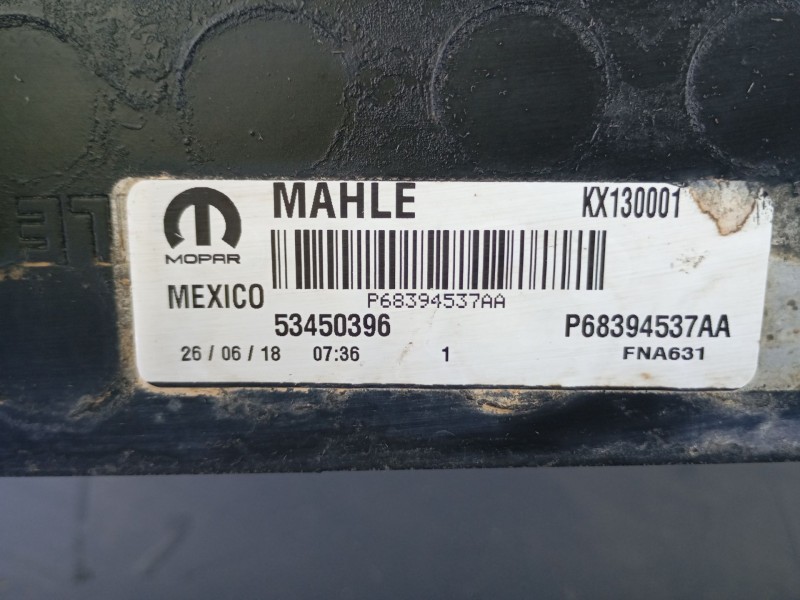 MAHLE KX130001
MOPAR
P68394537AA
MEXICO
53450396 P68394537AA
26 / 06 / 18 07:36 1 FNA631